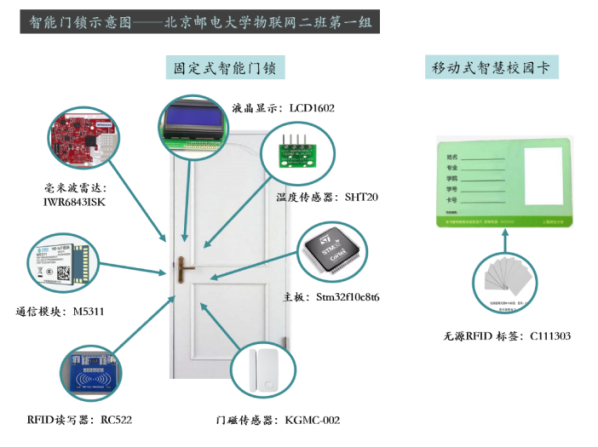 智能门锁示意图——北京邮电大学物联网二班第一组
固定式智能门锁
移动式智慧校园卡
液晶显示：LCD1602
毫米波雷达：
IWR6843ISK
温度传感器：SHT20
姓名
专业
学院
学号
卡号
STM32
Cortex
M5311
通信模块：M5311
主板：Stm32f10c8t6
无源RFID 标签：C111303
RFID读写器：RC522
门磁传感器：KGMC-002